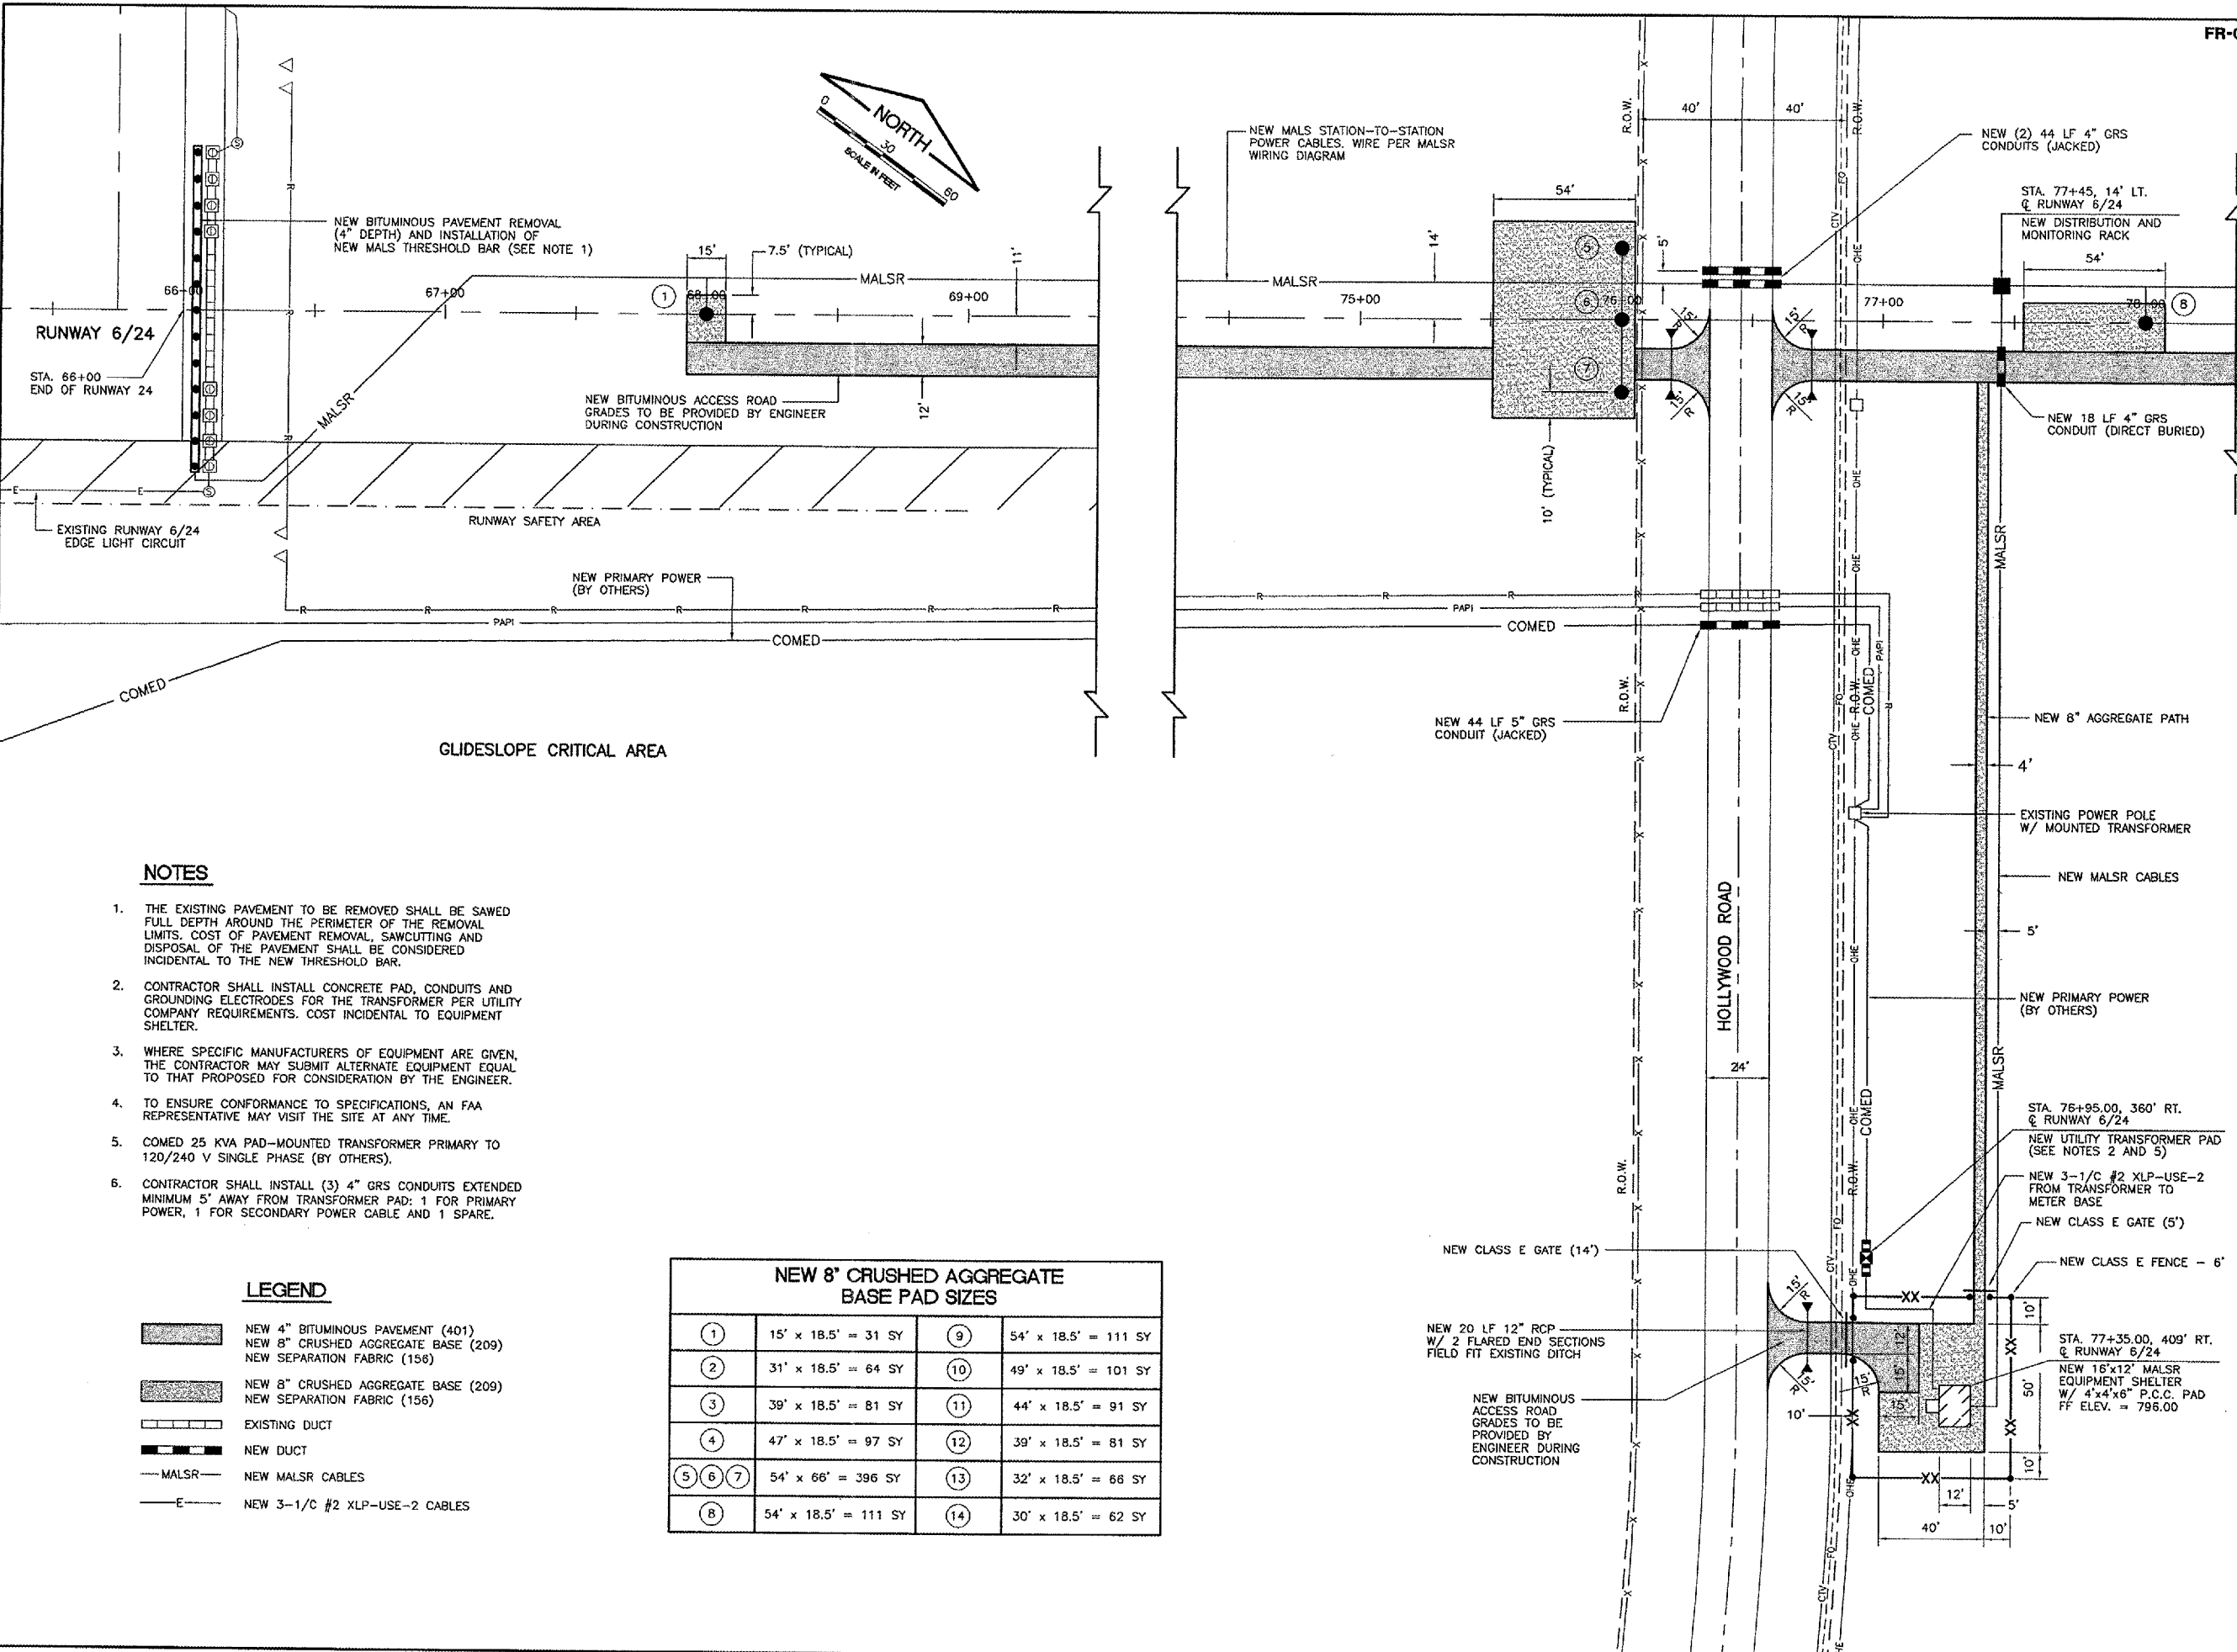 FR-
NORTH
0
30
60
SCALE IN FEET
NEW MALS STATION-TO-STATION
POWER CABLES. WIRE PER MALSR
WIRING DIAGRAM
R.O.W.
40'
40'
R.O.W.
NEW (2) 44 LF 4" GRS
CONDUITS (JACKED)
STA. 77+45, 14' LT.
℄ RUNWAY 6/24
NEW DISTRIBUTION AND
MONITORING RACK
54'
NEW BITUMINOUS PAVEMENT REMOVAL
(4" DEPTH) AND INSTALLATION OF
NEW MALS THRESHOLD BAR (SEE NOTE 1)
15'
7.5' (TYPICAL)
11'
54'
14'
5'
66+00
67+00
1
68+00
MALSR
69+00
MALSR
75+00
5
6
76+00
7
77+00
78+00
8
RUNWAY 6/24
STA. 66+00
END OF RUNWAY 24
MALSR
12'
15' R
15' R
15' R
15' R
NEW BITUMINOUS ACCESS ROAD
GRADES TO BE PROVIDED BY ENGINEER
DURING CONSTRUCTION
10' (TYPICAL)
NEW 18 LF 4" GRS
CONDUIT (DIRECT BURIED)
EXISTING RUNWAY 6/24
EDGE LIGHT CIRCUIT
RUNWAY SAFETY AREA
NEW PRIMARY POWER
(BY OTHERS)
PAPI
COMED
COMED
PAPI
COMED
COMED
PAPI
MALSR
GLIDESLOPE CRITICAL AREA
NEW 44 LF 5" GRS
CONDUIT (JACKED)
R.O.W.
R.O.W.
NEW 8" AGGREGATE PATH
4'
EXISTING POWER POLE
W/ MOUNTED TRANSFORMER
NEW MALSR CABLES
5'
HOLLYWOOD ROAD
24'
NEW PRIMARY POWER
(BY OTHERS)
MALSR
COMED
R.O.W.
R.O.W.
NOTES
1. THE EXISTING PAVEMENT TO BE REMOVED SHALL BE SAWED
FULL DEPTH AROUND THE PERIMETER OF THE REMOVAL
LIMITS. COST OF PAVEMENT REMOVAL, SAWCUTTING AND
DISPOSAL OF THE PAVEMENT SHALL BE CONSIDERED
INCIDENTAL TO THE NEW THRESHOLD BAR.
2. CONTRACTOR SHALL INSTALL CONCRETE PAD, CONDUITS AND
GROUNDING ELECTRODES FOR THE TRANSFORMER PER UTILITY
COMPANY REQUIREMENTS. COST INCIDENTAL TO EQUIPMENT
SHELTER.
3. WHERE SPECIFIC MANUFACTURERS OF EQUIPMENT ARE GIVEN,
THE CONTRACTOR MAY SUBMIT ALTERNATE EQUIPMENT EQUAL
TO THAT PROPOSED FOR CONSIDERATION BY THE ENGINEER.
4. TO ENSURE CONFORMANCE TO SPECIFICATIONS, AN FAA
REPRESENTATIVE MAY VISIT THE SITE AT ANY TIME.
5. COMED 25 KVA PAD-MOUNTED TRANSFORMER PRIMARY TO
120/240 V SINGLE PHASE (BY OTHERS).
6. CONTRACTOR SHALL INSTALL (3) 4" GRS CONDUITS EXTENDED
MINIMUM 5' AWAY FROM TRANSFORMER PAD: 1 FOR PRIMARY
POWER, 1 FOR SECONDARY POWER CABLE AND 1 SPARE.
STA. 76+95.00, 360' RT.
℄ RUNWAY 6/24
NEW UTILITY TRANSFORMER PAD
(SEE NOTES 2 AND 5)
NEW 3-1/C #2 XLP-USE-2
FROM TRANSFORMER TO
METER BASE
NEW CLASS E GATE (5')
NEW CLASS E GATE (14')
NEW CLASS E FENCE - 6'
NEW 20 LF 12" RCP
W/ 2 FLARED END SECTIONS
FIELD FIT EXISTING DITCH
STA. 77+35.00, 409' RT.
℄ RUNWAY 6/24
NEW 16'x12' MALSR
EQUIPMENT SHELTER
W/ 4'x4'x6" P.C.C. PAD
FF ELEV. = 796.00
NEW BITUMINOUS
ACCESS ROAD
GRADES TO BE
PROVIDED BY
ENGINEER DURING
CONSTRUCTION
15' R
15' R
15' R
12'
15'
15'
10'
10'
50'
10'
12'
5'
40'
10'
LEGEND
NEW 4" BITUMINOUS PAVEMENT (401)
NEW 8" CRUSHED AGGREGATE BASE (209)
NEW SEPARATION FABRIC (156)
NEW 8" CRUSHED AGGREGATE BASE (209)
NEW SEPARATION FABRIC (156)
EXISTING DUCT
NEW DUCT
MALSR NEW MALSR CABLES
E NEW 3-1/C #2 XLP-USE-2 CABLES
NEW 8" CRUSHED AGGREGATE
BASE PAD SIZES
1 15' x 18.5' = 31 SY 9 54' x 18.5' = 111 SY
2 31' x 18.5' = 64 SY 10 49' x 18.5' = 101 SY
3 39' x 18.5' = 81 SY 11 44' x 18.5' = 91 SY
4 47' x 18.5' = 97 SY 12 39' x 18.5' = 81 SY
5 6 7 54' x 66' = 396 SY 13 32' x 18.5' = 66 SY
8 54' x 18.5' = 111 SY 14 30' x 18.5' = 62 SY